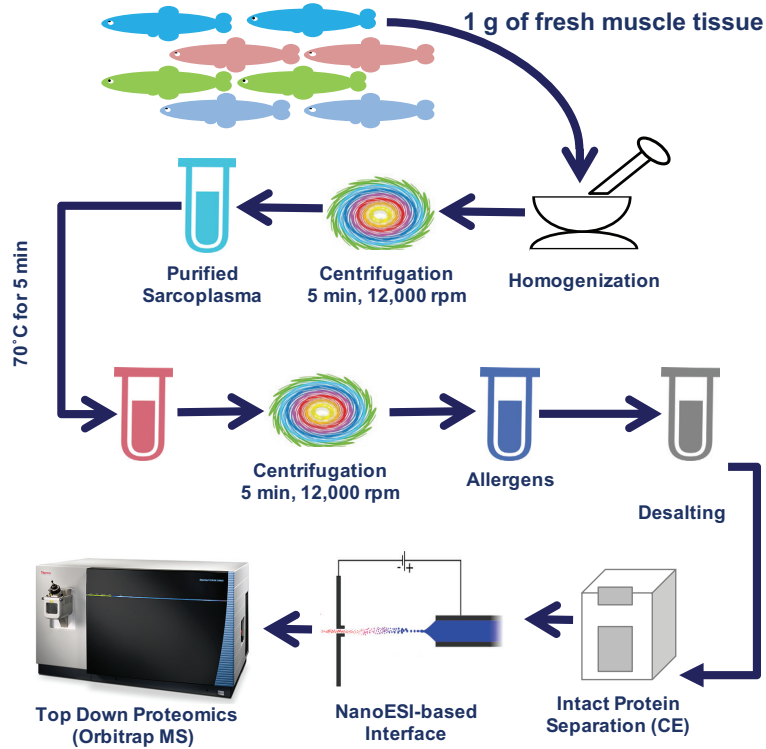 1 g of fresh muscle tissue
Purified
Sarcoplasma
Centrifugation
5 min, 12,000 rpm
Homogenization
70˚C for 5 min
Centrifugation
5 min, 12,000 rpm
Allergens
Desalting
- +
Top Down Proteomics
(Orbitrap MS)
NanoESI-based
Interface
Intact Protein
Separation (CE)